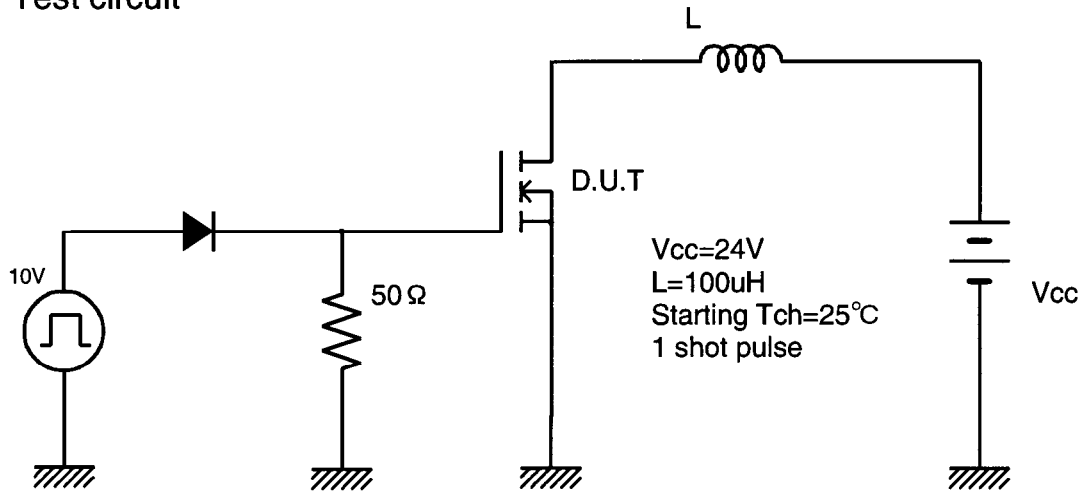 Test circuit
L
D.U.T
10V
50Ω
Vcc=24V
L=100uH
Starting Tch=25℃
1 shot pulse
Vcc